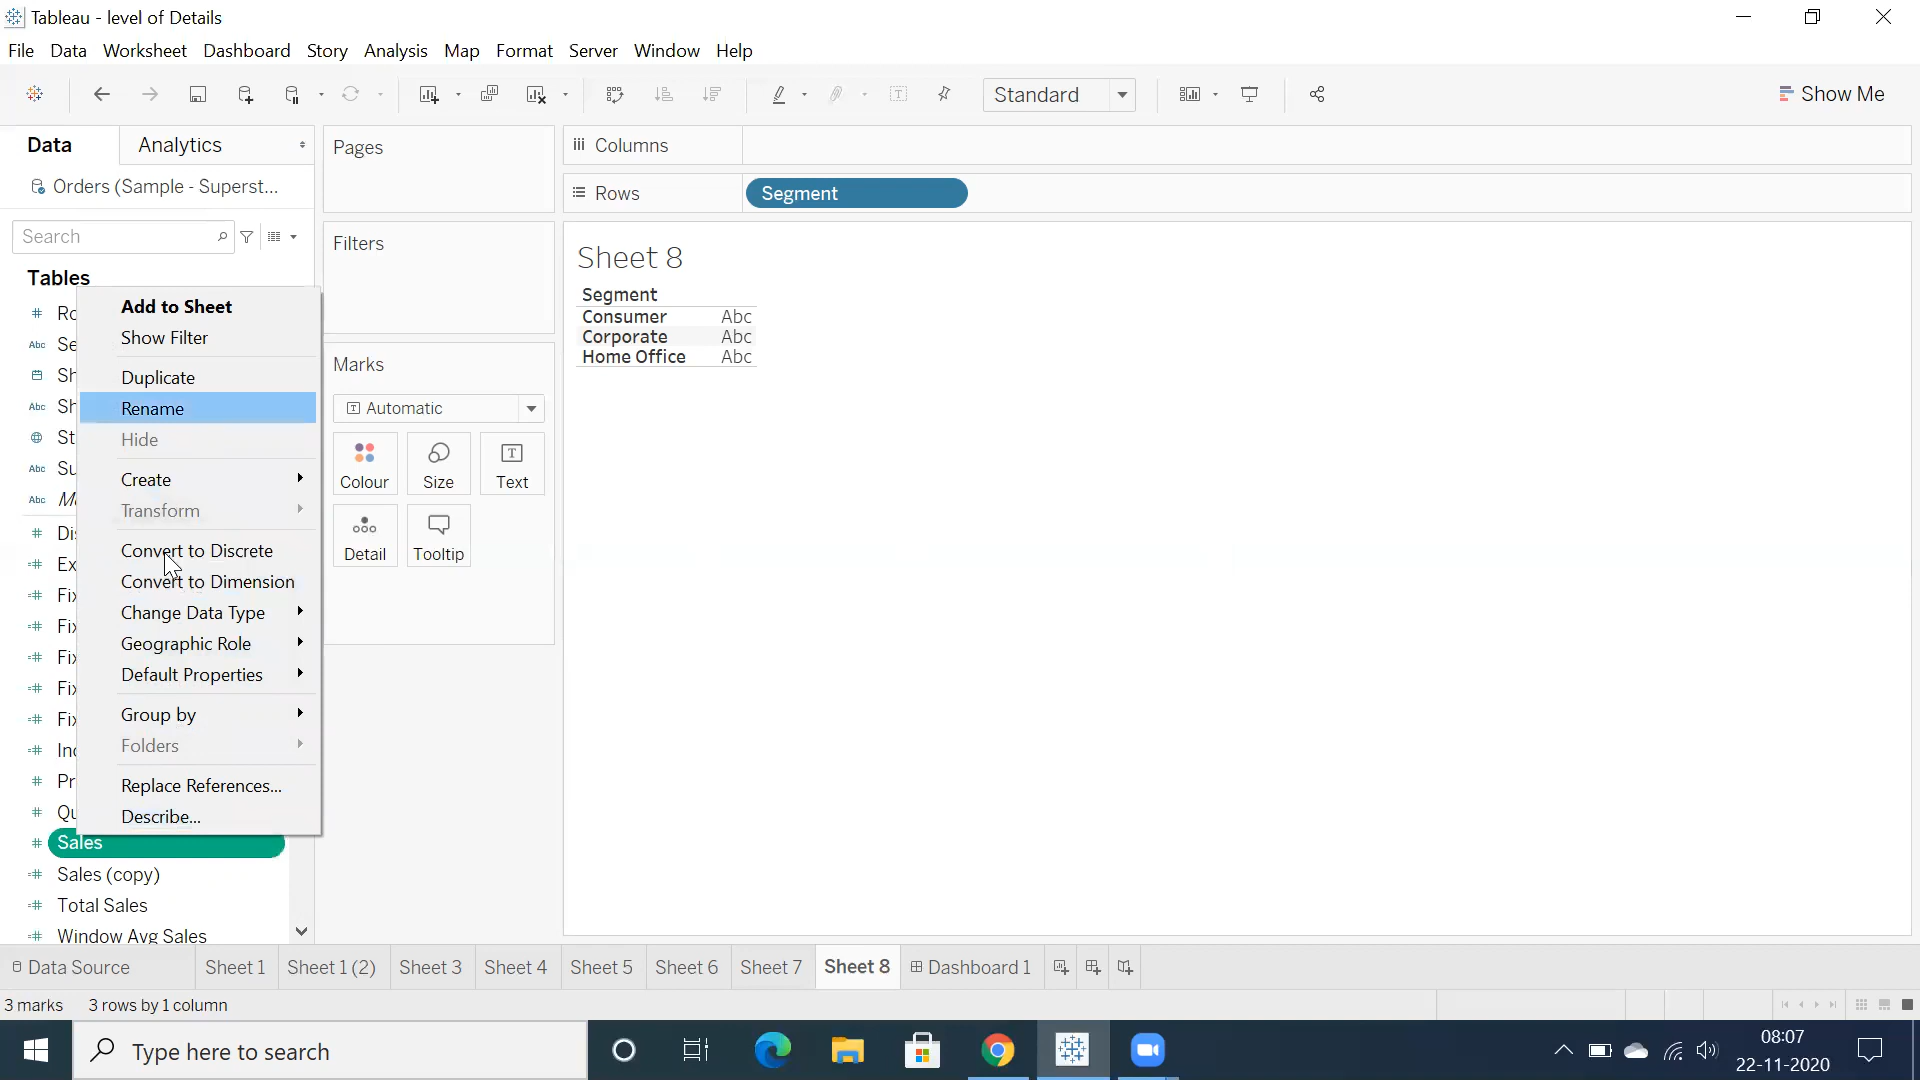 Tableau - level of Details
File Data Worksheet Dashboard Story Analysis Map Format Server Window Help
Standard
Show Me
Data
Analytics
Pages
Columns
Orders (Sample - Superst...
Rows
Segment
Search
Filters
Sheet 8
Tables
Segment
Consumer Abc
Corporate Abc
Home Office Abc
Add to Sheet
Show Filter
Duplicate
Rename
Hide
Create
Transform
Convert to Discrete
Convert to Dimension
Change Data Type
Geographic Role
Default Properties
Group by
Folders
Replace References...
Describe...
Marks
Automatic
Colour
Size
Text
Detail
Tooltip
Abc
Abc
Abc
Abc
Sales
Sales (copy)
Total Sales
Window Avg Sales
Data Source
Sheet 1
Sheet 1 (2)
Sheet 3
Sheet 4
Sheet 5
Sheet 6
Sheet 7
Sheet 8
Dashboard 1
3 marks 3 rows by 1 column
Type here to search
08:07
22-11-2020